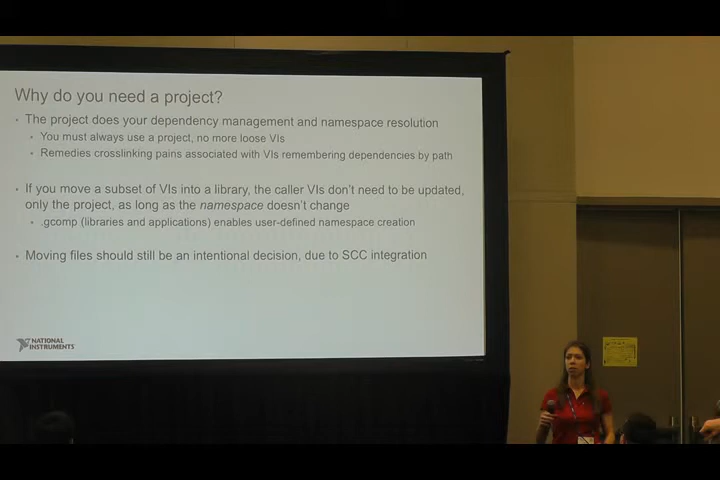 Why do you need a project?
The project does your dependency management and namespace resolution
You must always use a project, no more loose VIs
Remedies crosslinking pains associated with VIs remembering dependencies by path
If you move a subset of VIs into a library, the caller VIs don't need to be updated,
only the project, as long as the namespace doesn't change
.gcomp (libraries and applications) enables user-defined namespace creation
Moving files should still be an intentional decision, due to SCC integration
NATIONAL
INSTRUMENTS